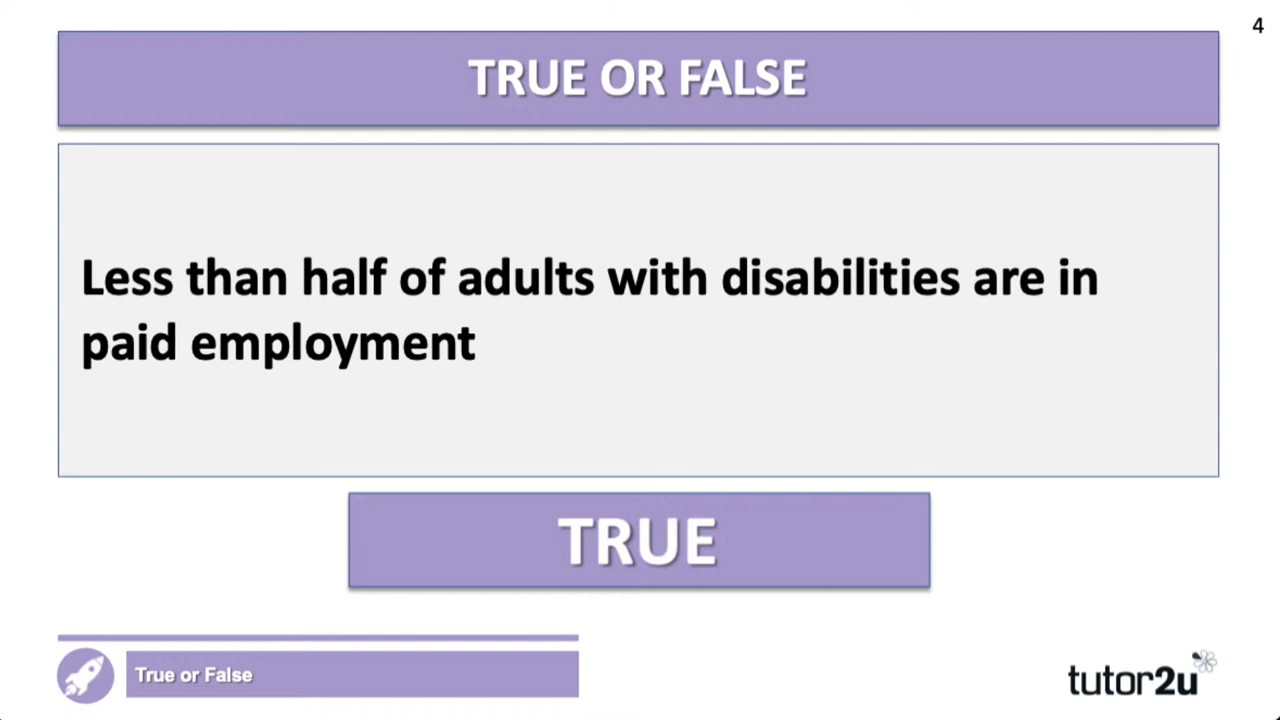 4
TRUE OR FALSE
Less than half of adults with disabilities are in
paid employment
TRUE
True or False
tutor2u